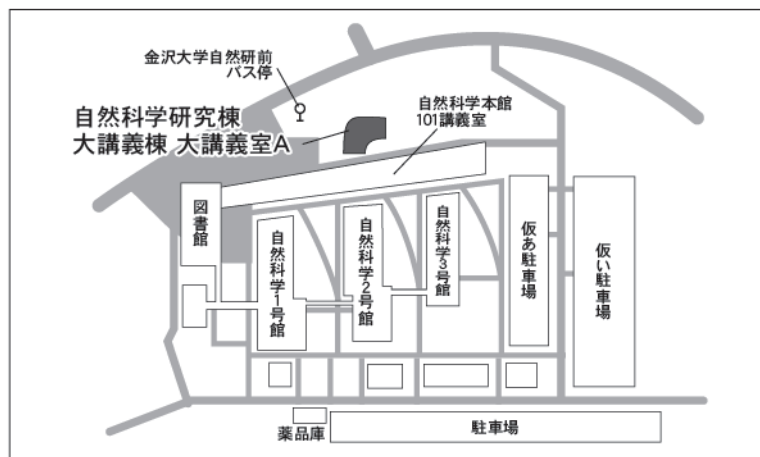 金沢大学自然研前
バス停
自然科学研究棟
大講義棟 大講義室A
自然科学本館
101講義室
図書館
自然科学1号館
自然科学2号館
自然科学3号館
仮あ駐車場
仮い駐車場
薬品庫
駐車場